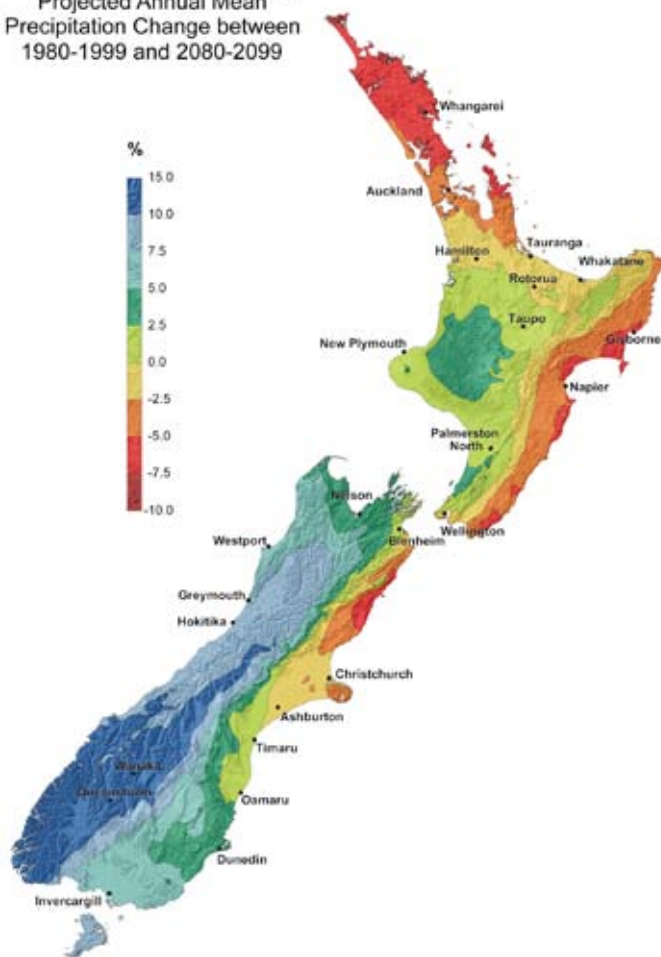 Projected Annual Mean
Precipitation Change between
1980-1999 and 2080-2099
%
15.0
10.0
7.5
5.0
2.5
0.0
-2.5
-5.0
-7.5
-10.0
Whangarei
Auckland
Hamilton
Tauranga
Whakatane
Rotorua
Taupo
New Plymouth
Gisborne
Napier
Palmerston
North
Nelson
Wellington
Blenheim
Westport
Greymouth
Hokitika
Christchurch
Ashburton
Timaru
Wanaka
Queenstown
Oamaru
Dunedin
Invercargill